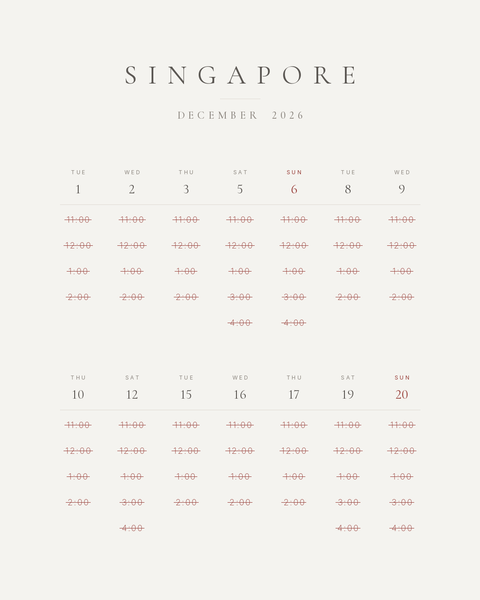 SINGAPORE
DECEMBER 2026
TUE WED THU SAT SUN TUE WED
1 2 3 5 6 8 9
11:00 11:00 11:00 11:00 11:00 11:00 11:00
12:00 12:00 12:00 12:00 12:00 12:00 12:00
1:00 1:00 1:00 1:00 1:00 1:00 1:00
2:00 2:00 2:00 3:00 3:00 2:00 2:00
4:00 4:00
THU SAT TUE WED THU SAT SUN
10 12 15 16 17 19 20
11:00 11:00 11:00 11:00 11:00 11:00 11:00
12:00 12:00 12:00 12:00 12:00 12:00 12:00
1:00 1:00 1:00 1:00 1:00 1:00 1:00
2:00 3:00 2:00 2:00 2:00 3:00 3:00
4:00 4:00 4:00